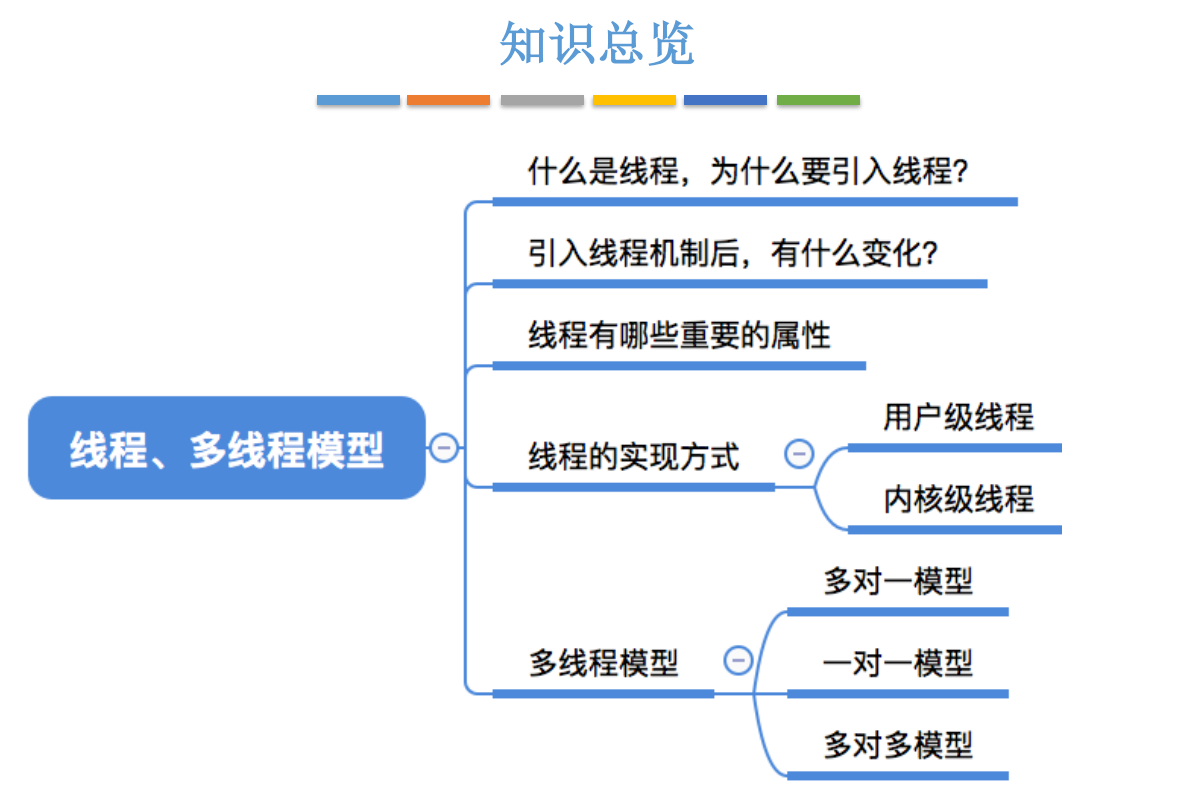 知识总览
什么是线程，为什么要引入线程？
引入线程机制后，有什么变化？
线程有哪些重要的属性
线程、多线程模型
线程的实现方式
用户级线程
内核级线程
多线程模型
多对一模型
一对一模型
多对多模型